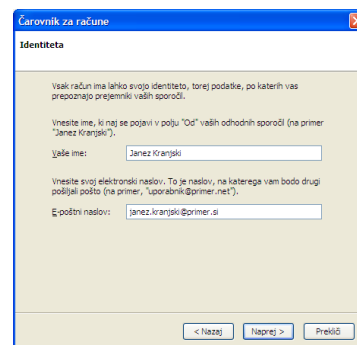 Čarovnik za račune
Identiteta
Vsak račun ima lahko svojo identiteto, torej podatke, po katerih vas
prepoznajo prejemniki vaših sporočil.
Vnesite ime, ki naj se pojavi v polju "Od" vaših odhodnih sporočil (na primer
"Janez Kranjski").
Vaše ime:
Janez Kranjski
Vnesite svoj elektronski naslov. To je naslov, na katerega vam bodo drugi
pošiljali pošto (na primer, "uporabnik@primer.net").
E-poštni naslov:
janez.kranjski@primer.si
< Nazaj
Naprej >
Prekliči